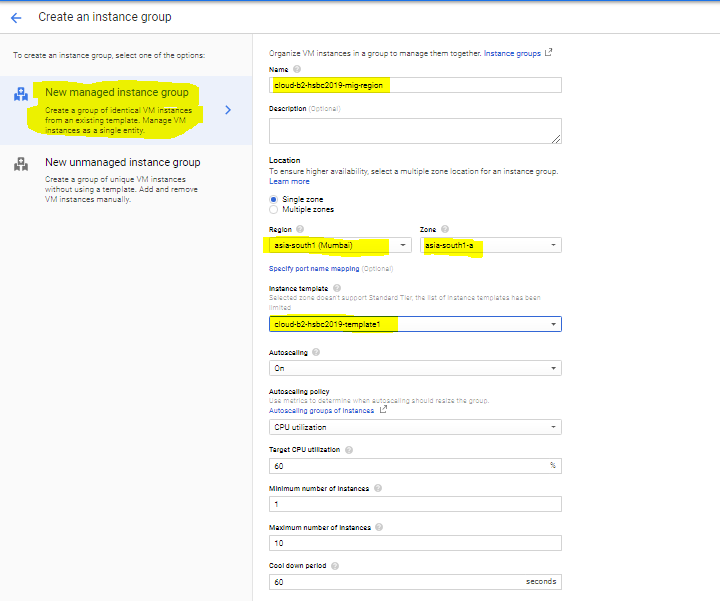 Create an instance group
To create an instance group, select one of the options:
New managed instance group
Create a group of identical VM instances
from an existing template. Manage VM
instances as a single entity.
New unmanaged instance group
Create a group of unique VM instances
without using a template. Add and remove
VM instances manually.
Organize VM instances in a group to manage them together. Instance groups
Name
cloud-b2-hsbc2019-mig-region
Description (Optional)
Location
To ensure higher availability, select a multiple zone location for an instance group.
Learn more
Single zone
Multiple zones
Region Zone
asia-south1 (Mumbai) asia-south1-a
Specify port name mapping (Optional)
Instance template
Selected zone doesn't support Standard Tier, the list of instance templates has been
limited
cloud-b2-hsbc2019-template1
Autoscaling
On
Autoscaling policy
Use metrics to determine when autoscaling should resize the group.
Autoscaling groups of instances
CPU utilization
Target CPU utilization
60 %
Minimum number of instances
1
Maximum number of instances
10
Cool down period
60 seconds